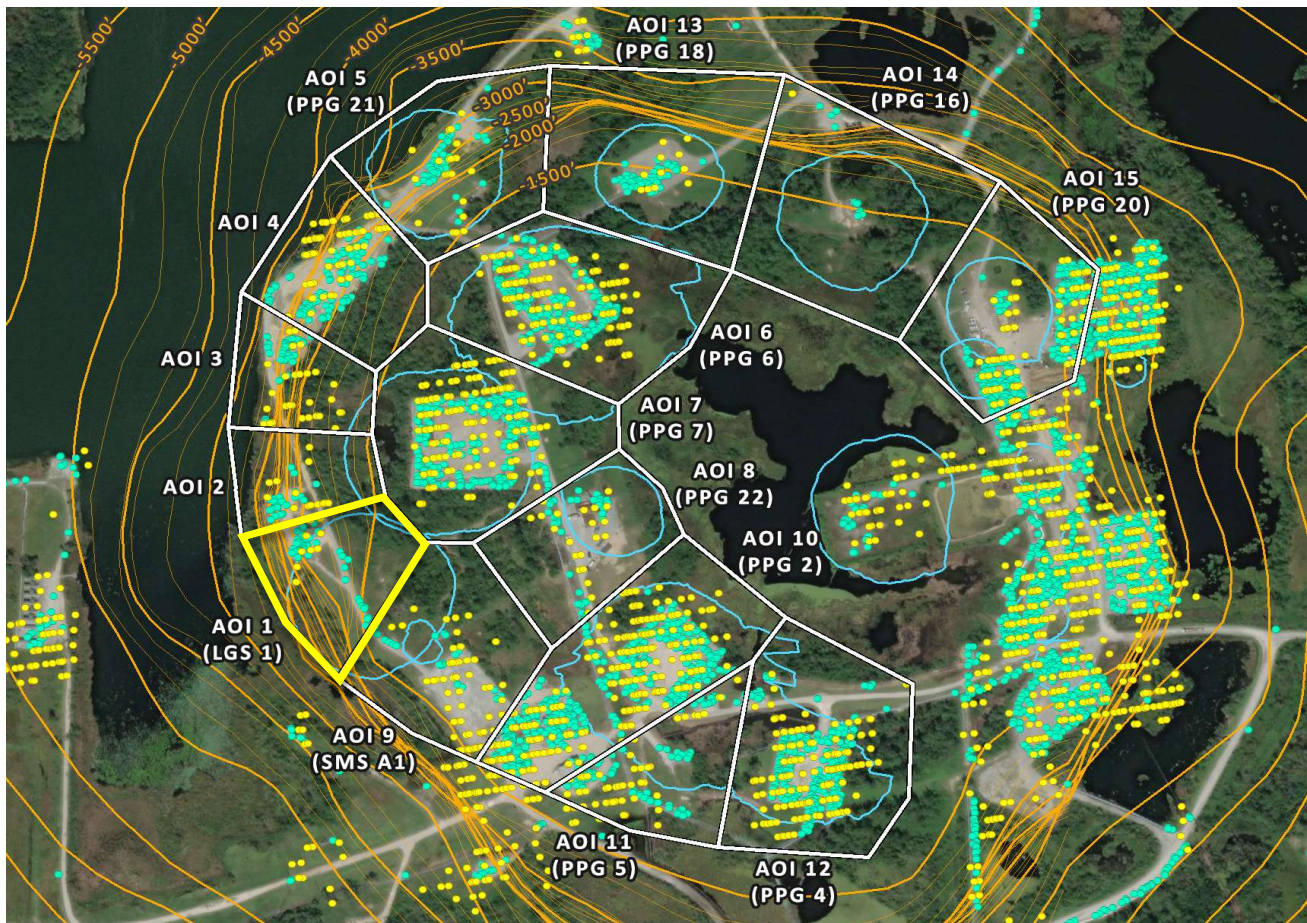 -5500'
-5000'
-4500'
-4000'
-3500'
-3000'
-2500'
-2000'
-1500'
AOI 13
(PPG 18)
AOI 5
(PPG 21)
AOI 14
(PPG 16)
AOI 15
(PPG 20)
AOI 4
AOI 3
AOI 6
(PPG 6)
AOI 7
(PPG 7)
AOI 2
AOI 8
(PPG 22)
AOI 10
(PPG 2)
AOI 1
(LGS 1)
AOI 9
(SMS A1)
AOI 11
(PPG 5)
AOI 12
(PPG 4)